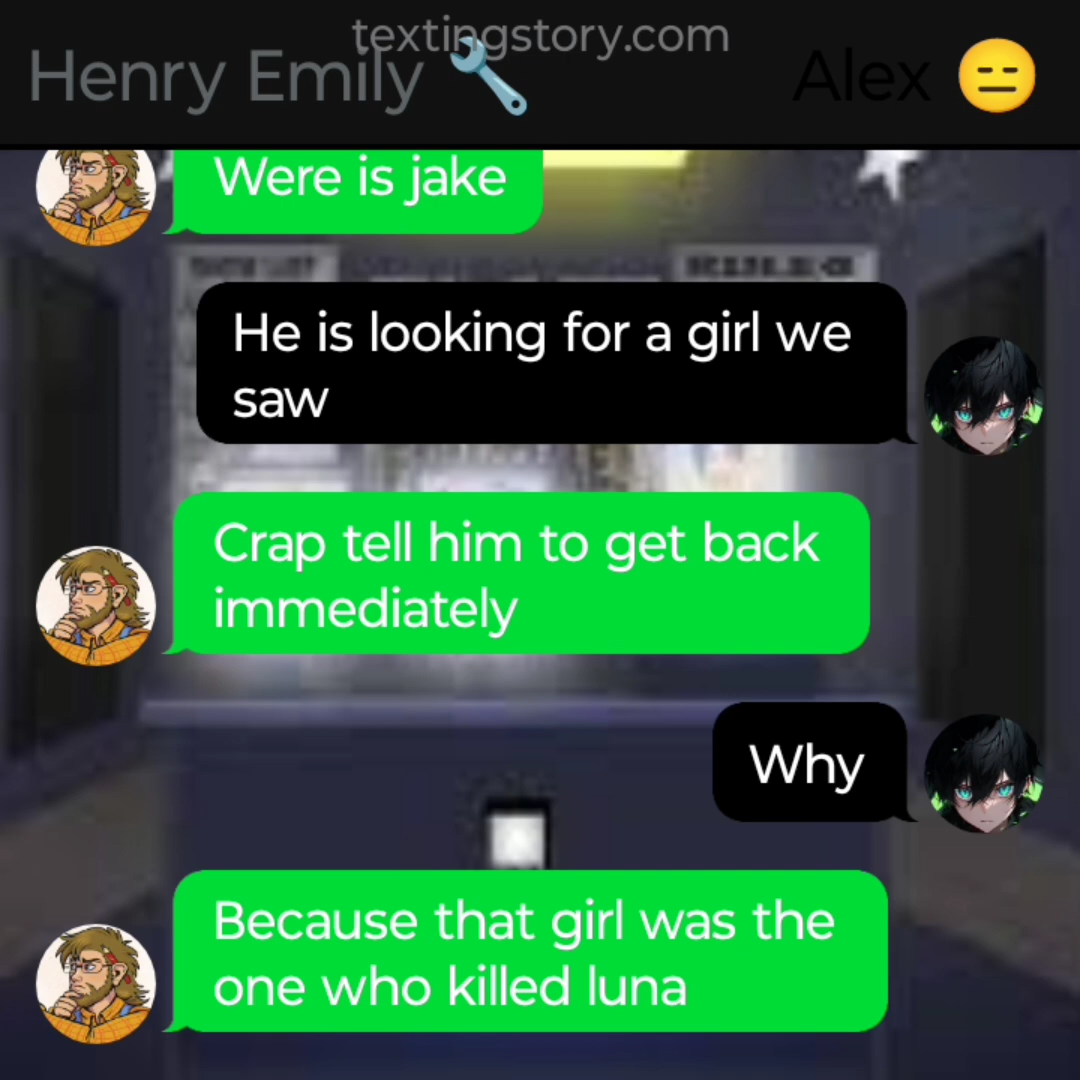 textingstory.com
Henry Emily 🔧 Alex 😑
Were is jake
He is looking for a girl we
saw
Crap tell him to get back
immediately
Why
Because that girl was the
one who killed luna